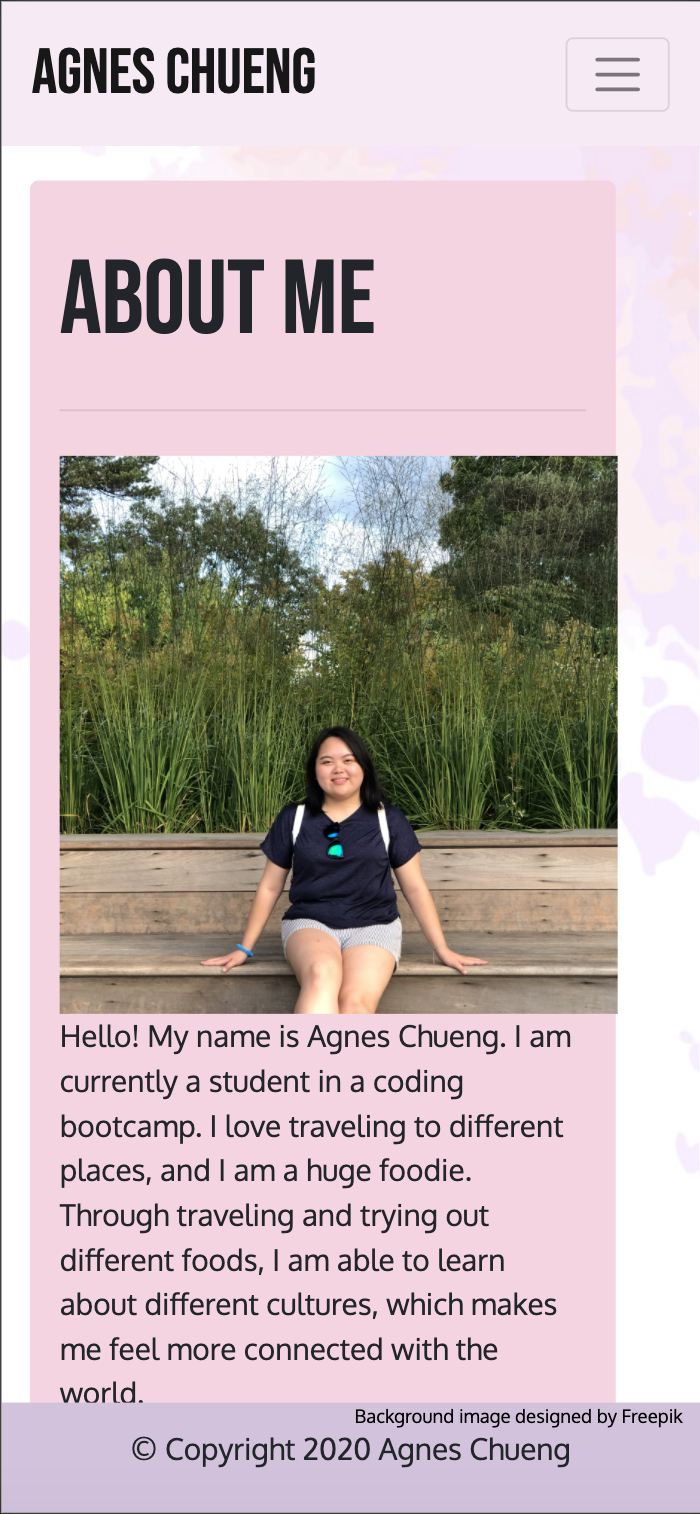 AGNES CHUENG
ABOUT ME
Hello! My name is Agnes Chueng. I am
currently a student in a coding
bootcamp. I love traveling to different
places, and I am a huge foodie.
Through traveling and trying out
different foods, I am able to learn
about different cultures, which makes
me feel more connected with the
world.
Background image designed by Freepik
© Copyright 2020 Agnes Chueng